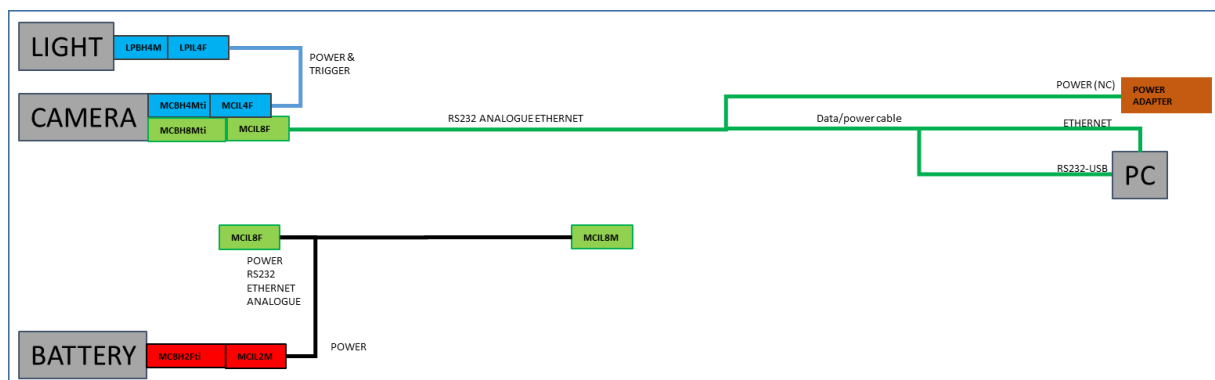 LIGHT
LPBH4M
LPIL4F
POWER &
TRIGGER
CAMERA
MCBH4Mti
MCIL4F
MCBH8Mti
MCIL8F
RS232 ANALOGUE ETHERNET
Data/power cable
POWER (NC)
POWER
ADAPTER
ETHERNET
RS232-USB
PC
MCIL8F
MCIL8M
POWER
RS232
ETHERNET
ANALOGUE
BATTERY
MCBH2Fti
MCIL2M
POWER